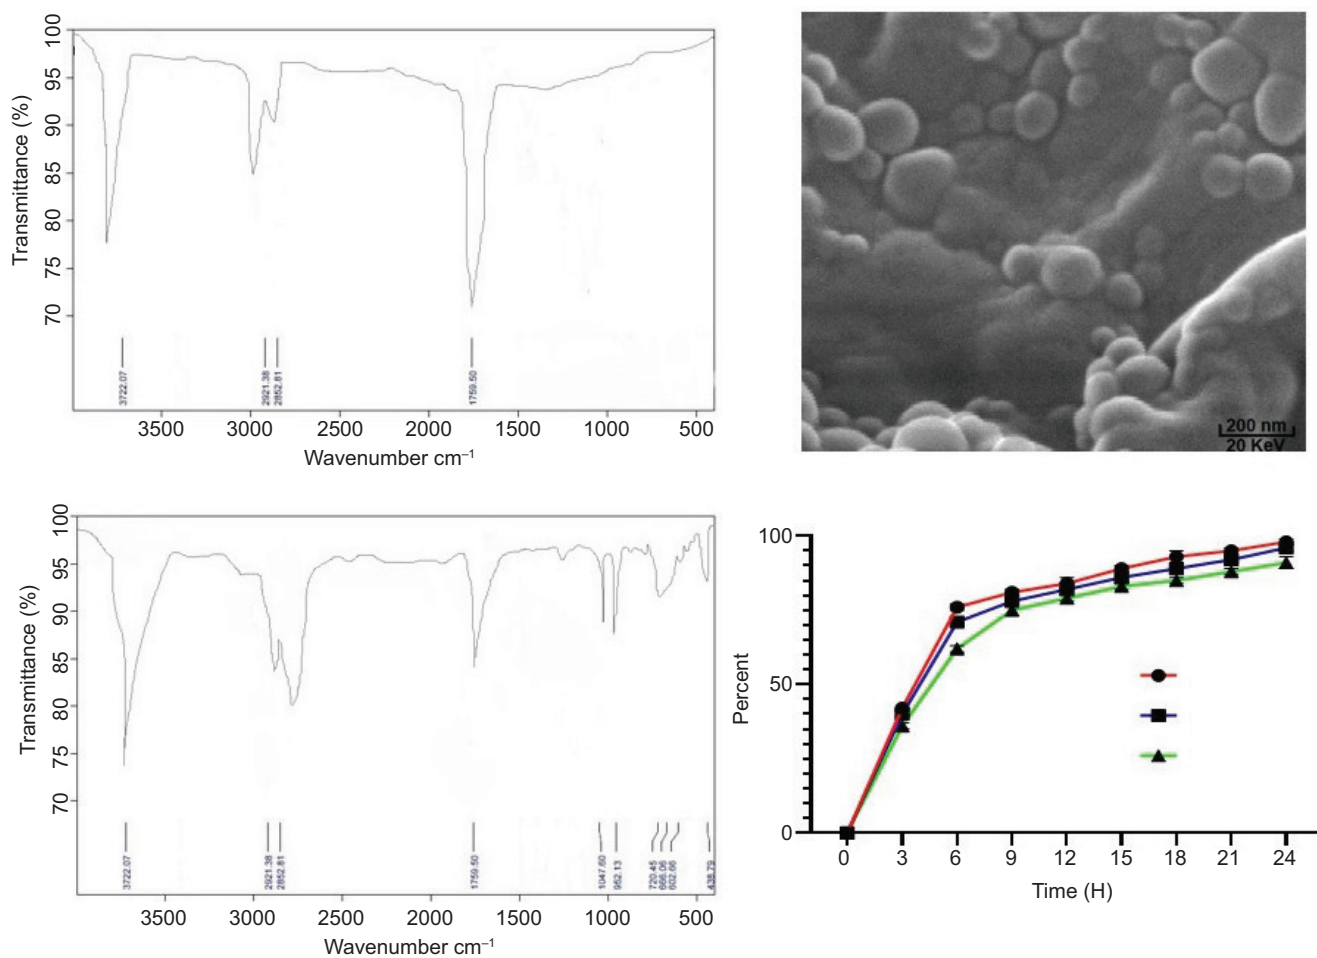 100
95
90
85
80
75
70
Transmittance (%)
3722.07
2921.38
2852.81
1759.50
3500 3000 2500 2000 1500 1000 500
Wavenumber cm⁻¹
200 nm
20 KeV
100
95
90
85
80
75
70
Transmittance (%)
3722.07
2921.38
2852.81
1759.50
1047.60
952.13
720.45
666.06
602.66
438.79
3500 3000 2500 2000 1500 1000 500
Wavenumber cm⁻¹
100
50
0
Percent
0 3 6 9 12 15 18 21 24
Time (H)